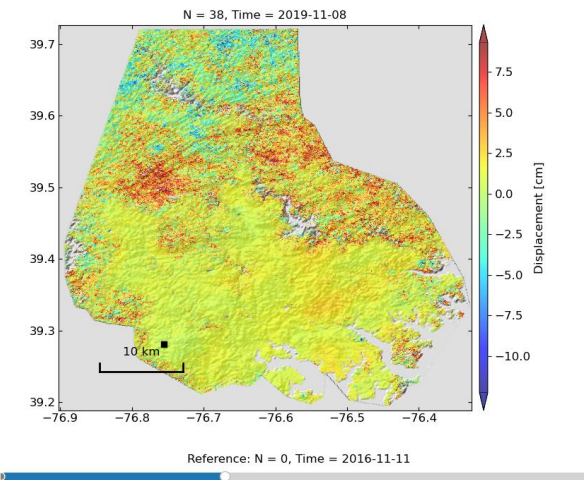 N = 38, Time = 2019-11-08
39.7
39.6
39.5
39.4
39.3
39.2
10 km
−76.9 −76.8 −76.7 −76.6 −76.5 −76.4
7.5
5.0
2.5
0.0
−2.5
−5.0
−7.5
−10.0
Displacement [cm]
Reference: N = 0, Time = 2016-11-11